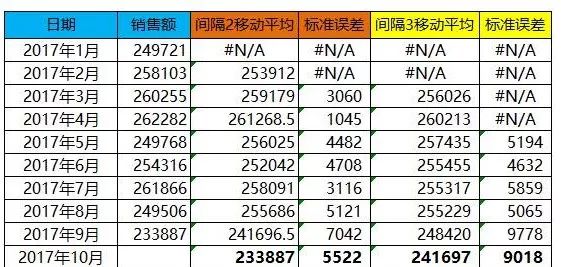 日期 销售额 间隔2移动平均 标准误差 间隔3移动平均 标准误差
2017年1月 249721 #N/A #N/A #N/A #N/A
2017年2月 258103 253912 #N/A #N/A #N/A
2017年3月 260255 259179 3060 256026 #N/A
2017年4月 262282 261268.5 1045 260213 #N/A
2017年5月 249768 256025 4482 257435 5194
2017年6月 254316 252042 4708 255455 4632
2017年7月 261866 258091 3116 255317 5859
2017年8月 249506 255686 5121 255229 5065
2017年9月 233887 241696.5 7042 248420 9778
2017年10月 233887 5522 241697 9018